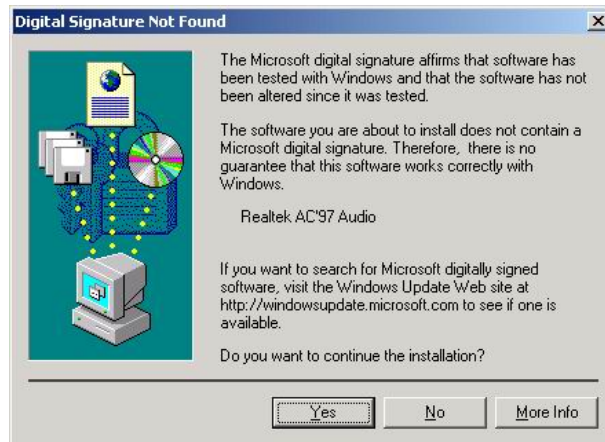 Digital Signature Not Found
The Microsoft digital signature affirms that software has
been tested with Windows and that the software has not
been altered since it was tested.
The software you are about to install does not contain a
Microsoft digital signature. Therefore, there is no
guarantee that this software works correctly with
Windows.
Realtek AC'97 Audio
If you want to search for Microsoft digitally signed
software, visit the Windows Update Web site at
http://windowsupdate.microsoft.com to see if one is
available.
Do you want to continue the installation?
Yes No More Info